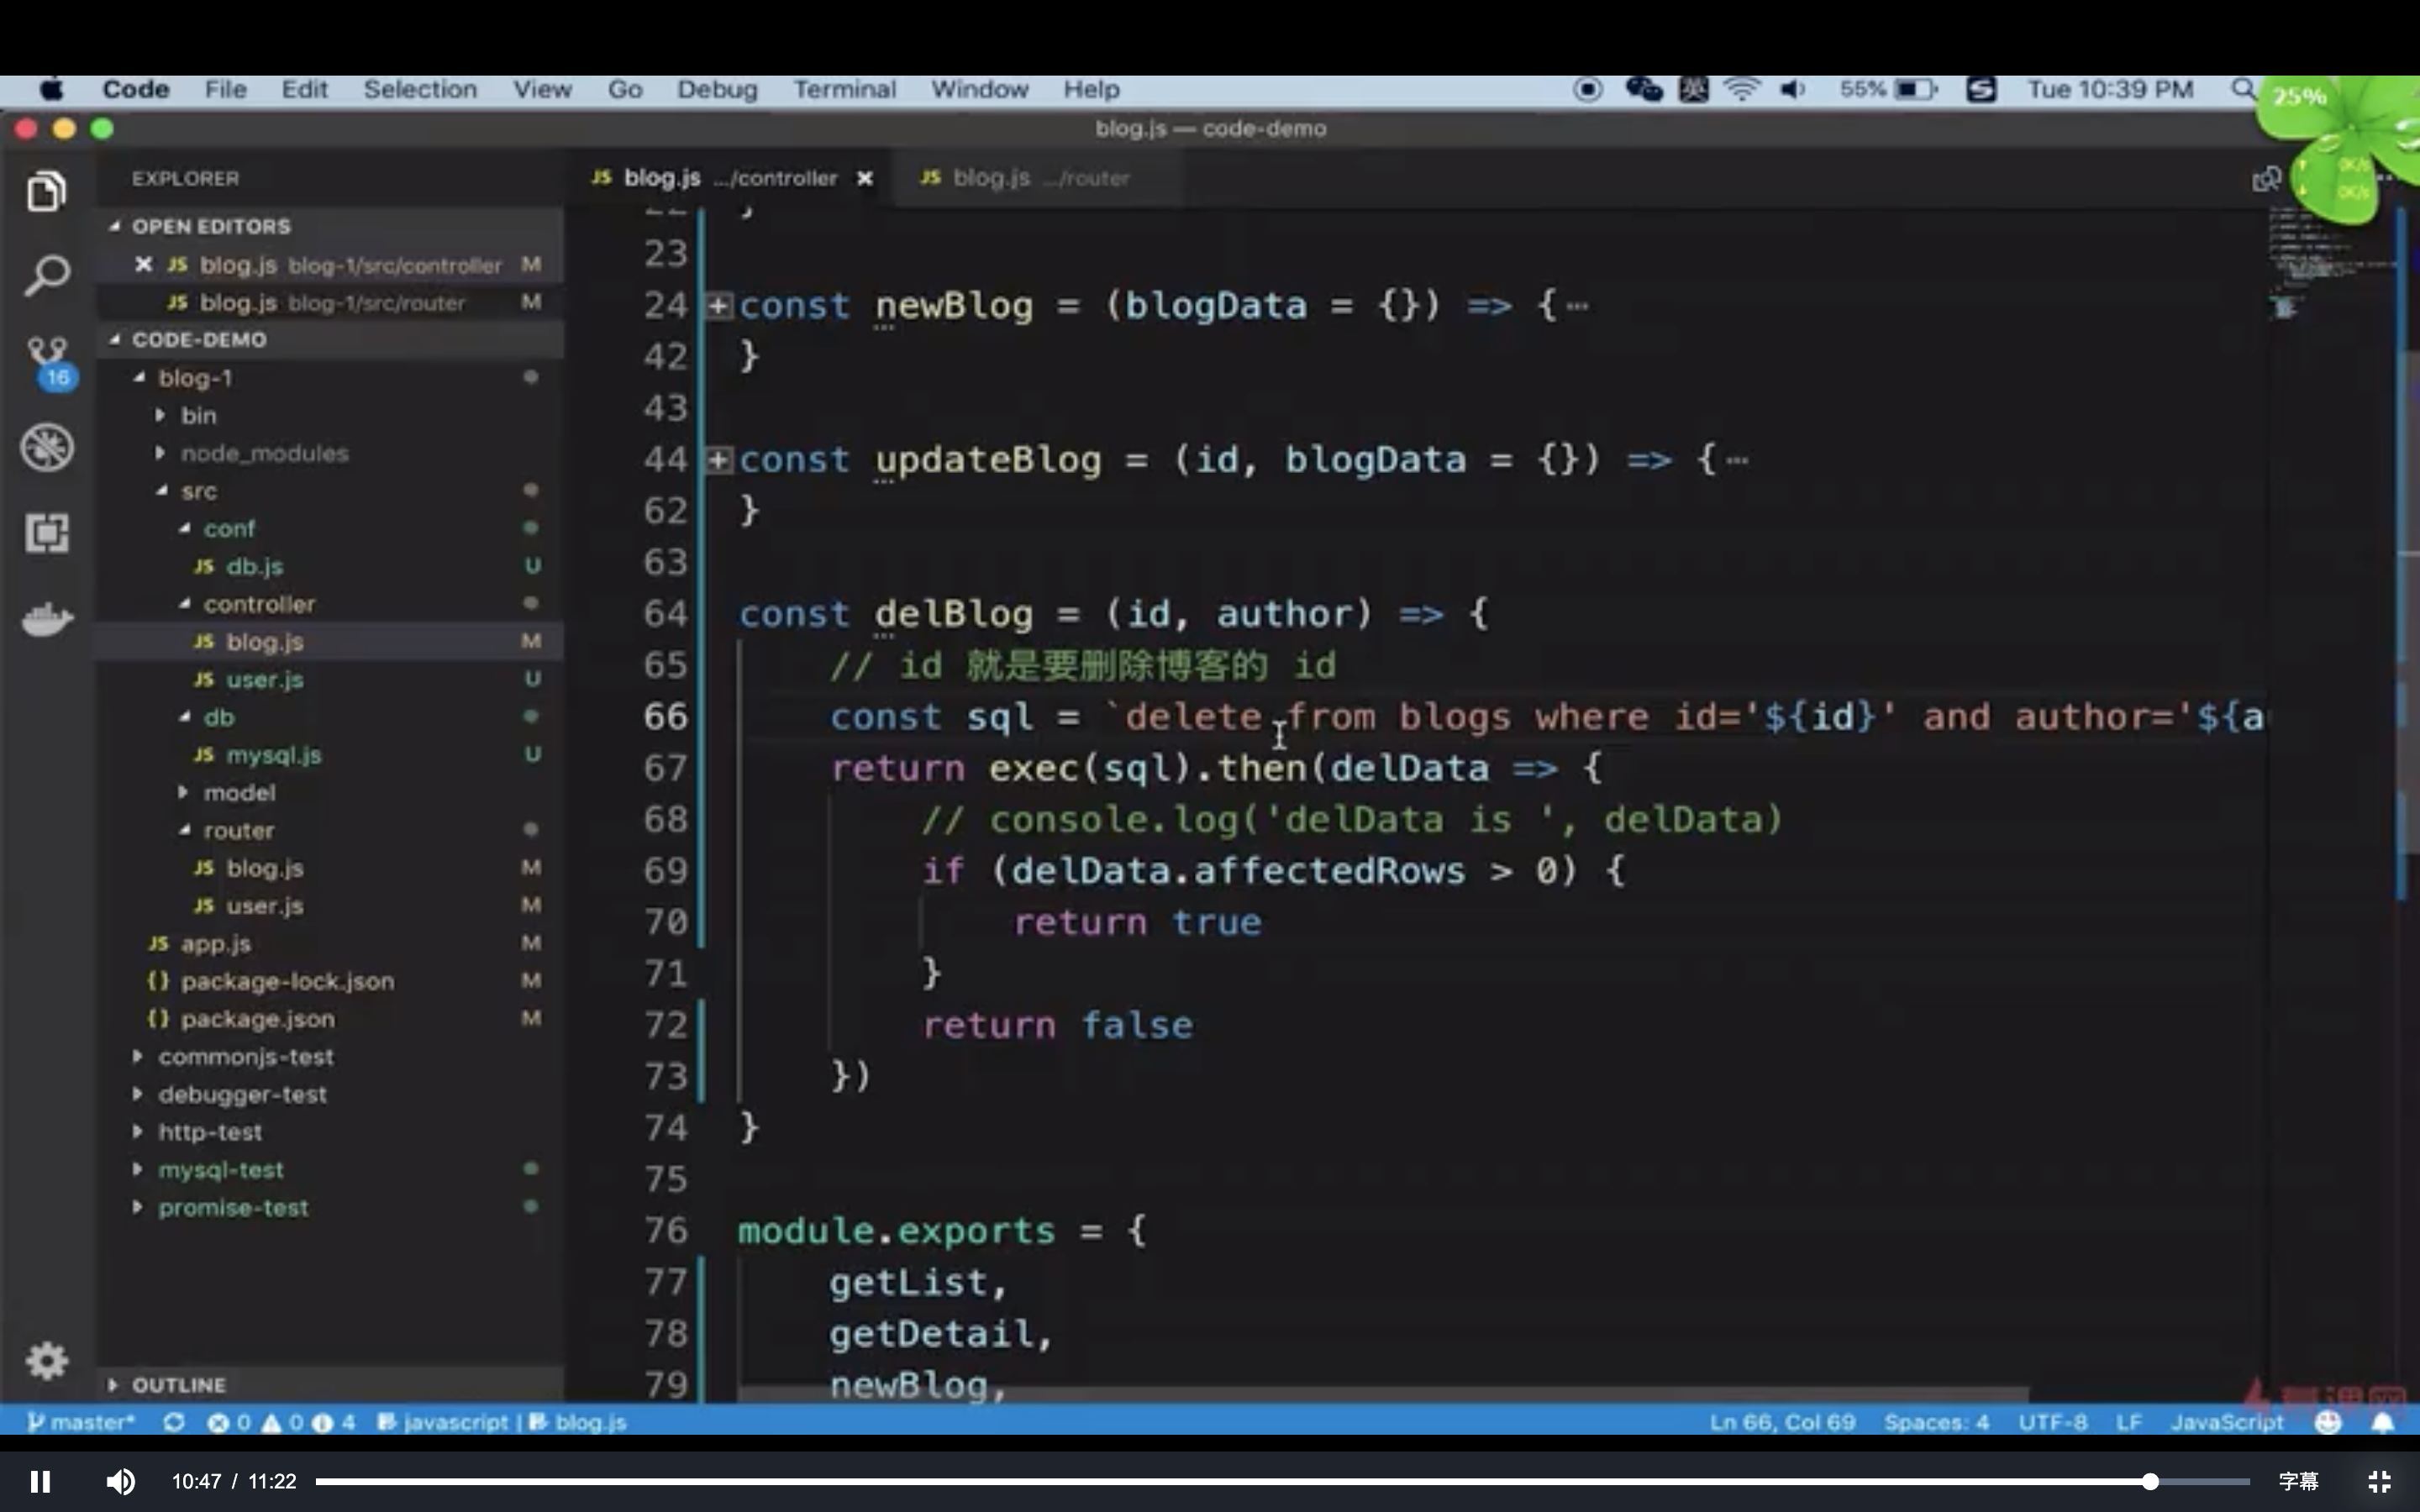 Code File Edit Selection View Go Debug Terminal Window Help 英 55% Tue 10:39 PM 25%
blog.js — code-demo
0K/s
0K/s
EXPLORER
OPEN EDITORS
JS blog.js blog-1/src/controller M
JS blog.js blog-1/src/router M
CODE-DEMO
16
blog-1
bin
node_modules
src
conf
JS db.js U
controller
JS blog.js M
JS user.js U
db
JS mysql.js U
model
router
JS blog.js M
JS user.js M
JS app.js M
{} package-lock.json M
{} package.json M
commonjs-test
debugger-test
http-test
mysql-test
promise-test
OUTLINE
JS blog.js .../controller × JS blog.js .../router
22 }
23
24 const newBlog = (blogData = {}) => {…
42 }
43
44 const updateBlog = (id, blogData = {}) => {…
62 }
63
64 const delBlog = (id, author) => {
65 // id 就是要删除博客的 id
66 const sql = `delete from blogs where id='${id}' and author='${a
67 return exec(sql).then(delData => {
68 // console.log('delData is ', delData)
69 if (delData.affectedRows > 0) {
70 return true
71 }
72 return false
73 })
74 }
75
76 module.exports = {
77 getList,
78 getDetail,
79 newBlog,
master* 0 0 4 javascript | blog.js Ln 66, Col 69 Spaces: 4 UTF-8 LF JavaScript
10:47 / 11:22 字幕